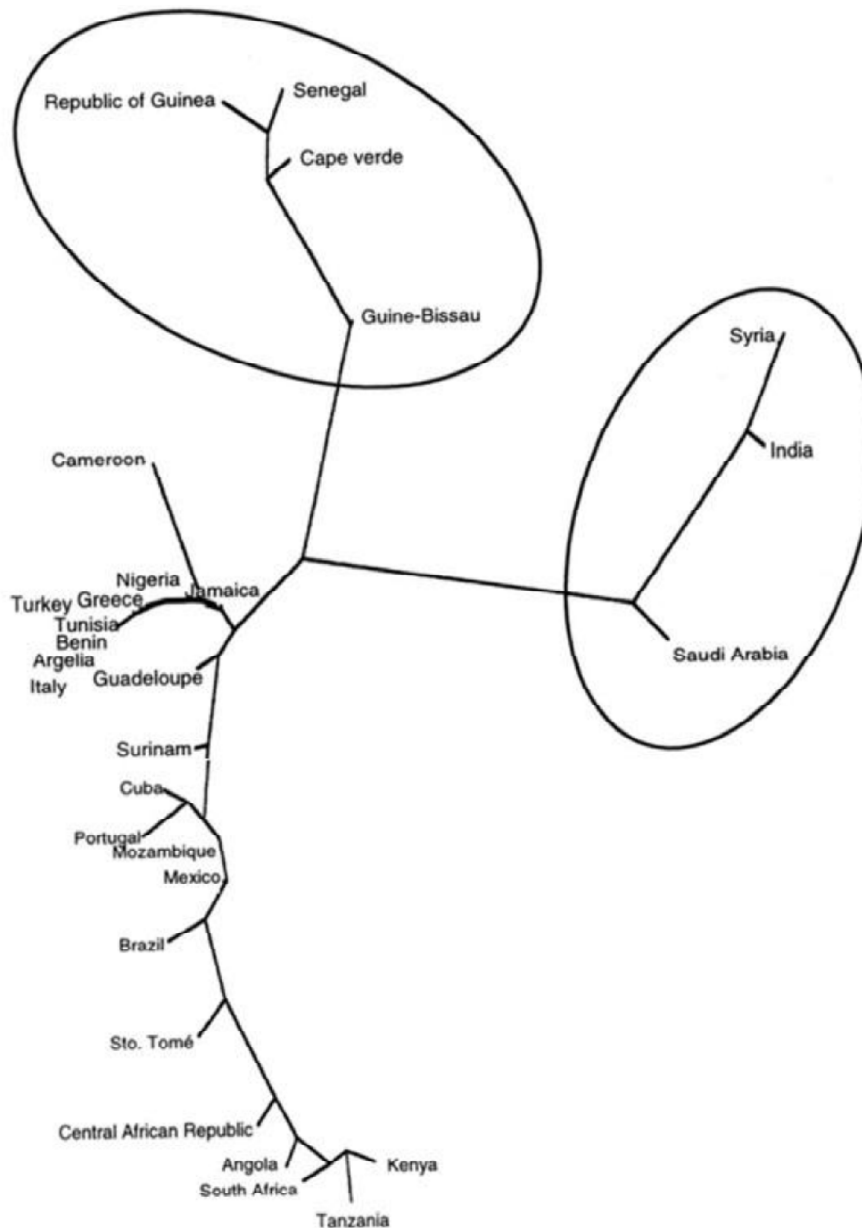 Senegal
Republic of Guinea
Cape verde
Guine-Bissau
Syria
India
Cameroon
Nigeria
Jamaica
Turkey
Greece
Tunisia
Benin
Argelia
Italy
Guadeloupe
Saudi Arabia
Surinam
Cuba
Portugal
Mozambique
Mexico
Brazil
Sto. Tomé
Central African Republic
Angola
Kenya
South Africa
Tanzania